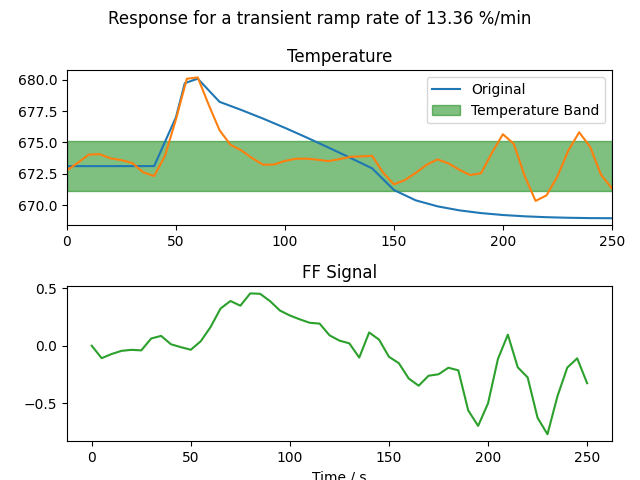 Response for a transient ramp rate of 13.36 %/min
Temperature
680.0
677.5
675.0
672.5
670.0
Original
Temperature Band
0 50 100 150 200 250
FF Signal
0.5
0.0
−0.5
0 50 100 150 200 250
Time / s